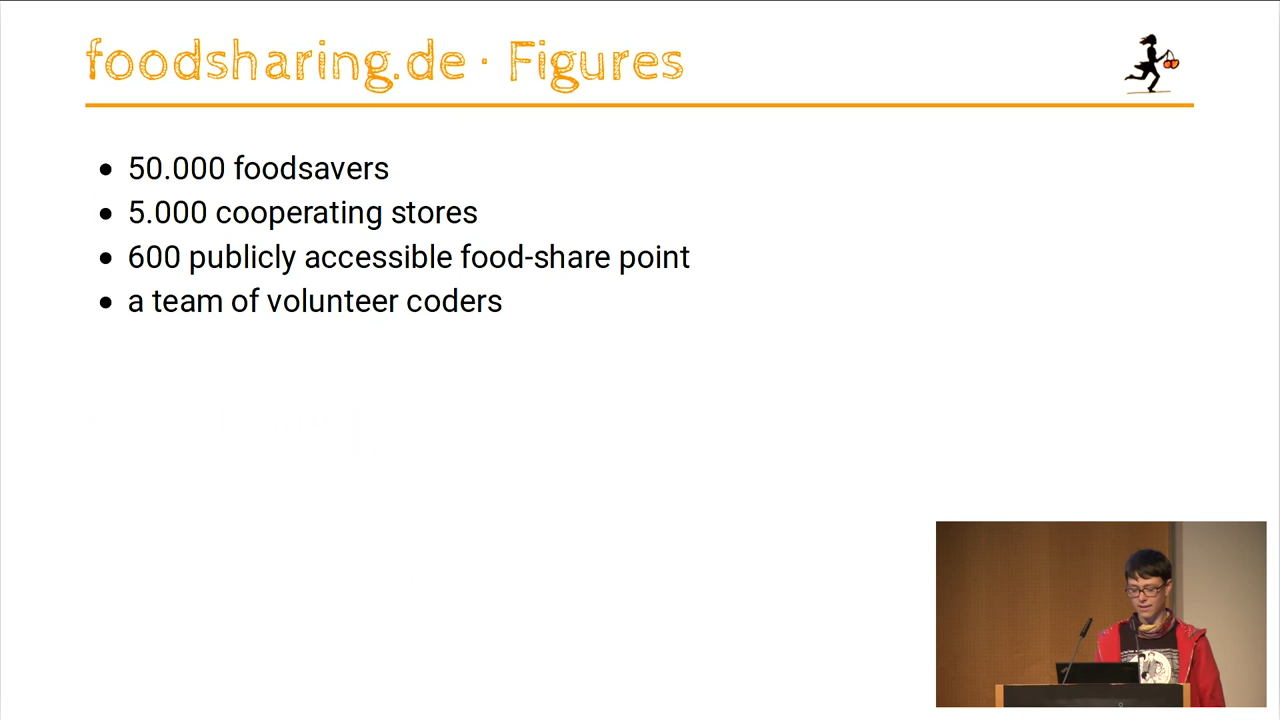 foodsharing.de · Figures
50.000 foodsavers
5.000 cooperating stores
600 publicly accessible food-share point
a team of volunteer coders